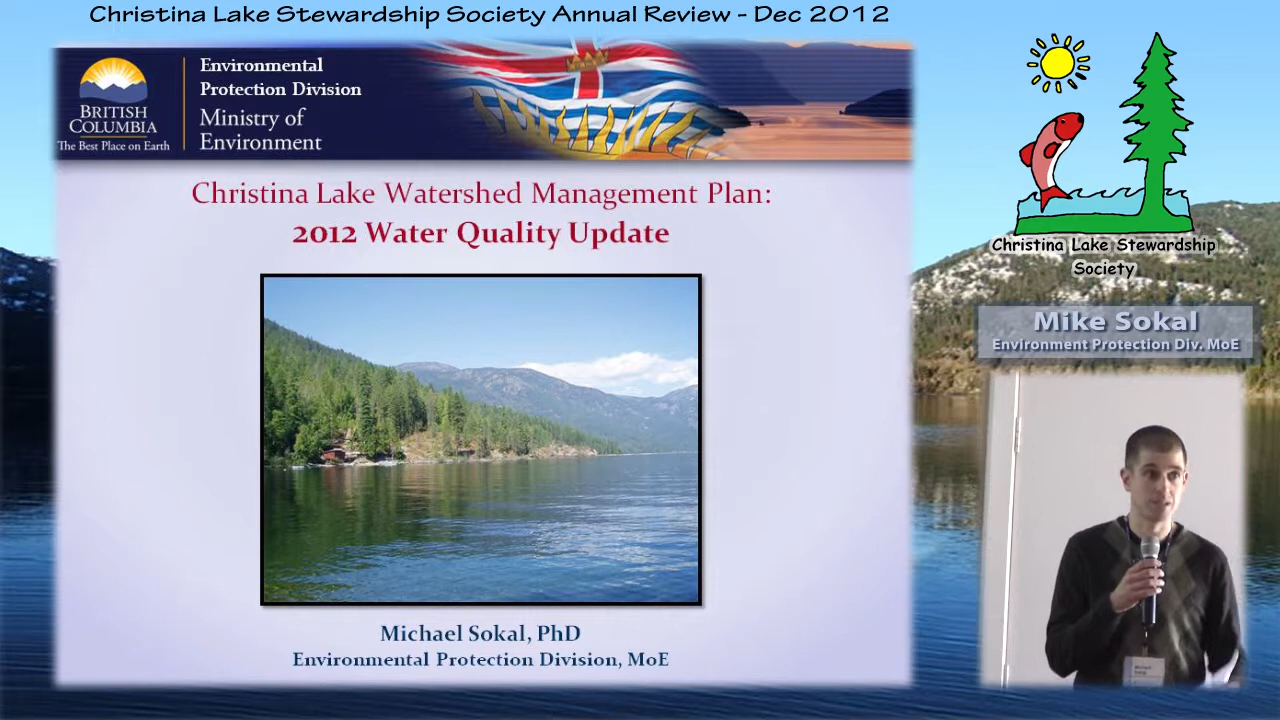 Christina Lake Stewardship Society Annual Review - Dec 2012
Environmental
Protection Division
BRITISH
COLUMBIA
The Best Place on Earth
Ministry of
Environment
Christina Lake Watershed Management Plan:
2012 Water Quality Update
Michael Sokal, PhD
Environmental Protection Division, MoE
Christina Lake Stewardship
Society
Mike Sokal
Environment Protection Div. MoE